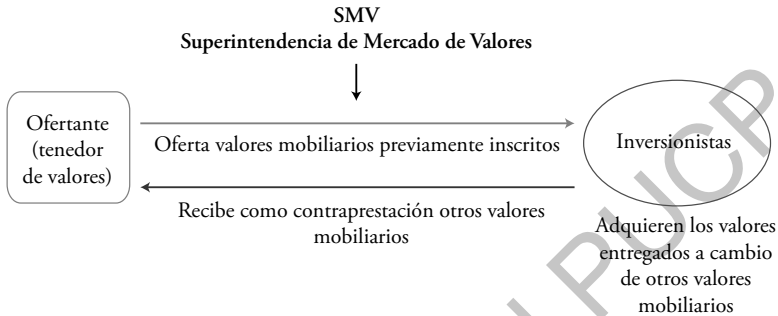 SMV
Superintendencia de Mercado de Valores
Ofertante
(tenedor
de valores)
Oferta valores mobiliarios previamente inscritos
Inversionistas
Recibe como contraprestación otros valores
mobiliarios
Adquieren los valores
entregados a cambio
de otros valores
mobiliarios
PUCP